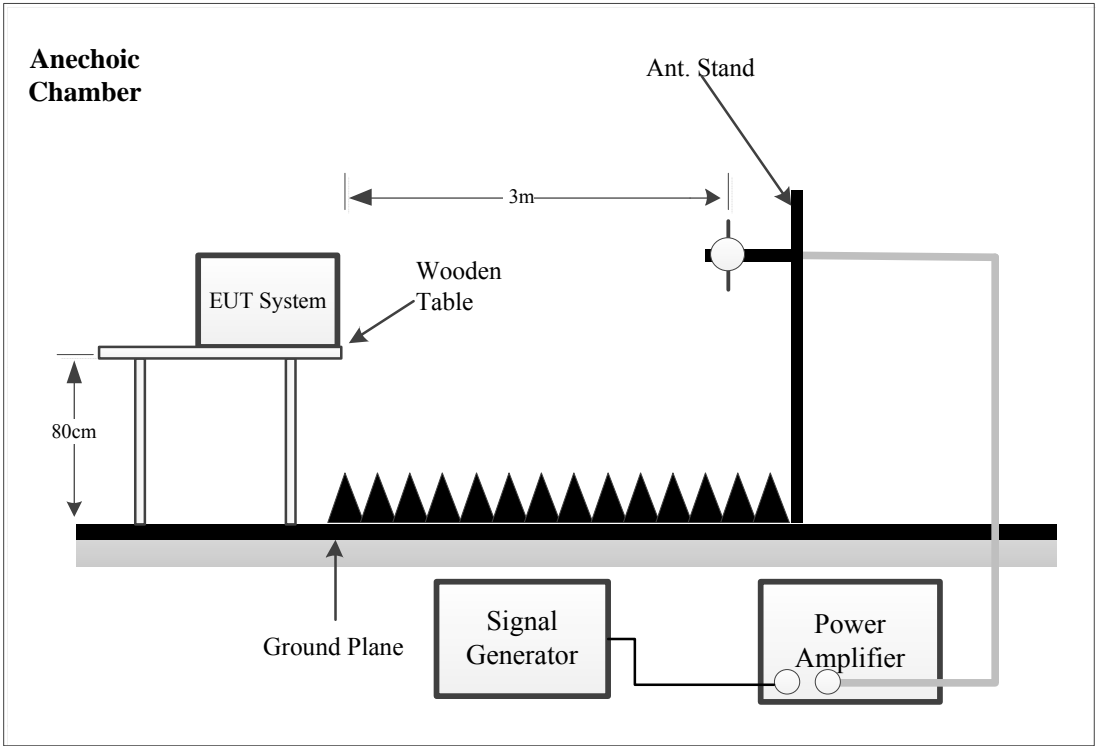 Anechoic
Chamber
Ant. Stand
3m
EUT System
Wooden
Table
80cm
Ground Plane
Signal
Generator
Power
Amplifier